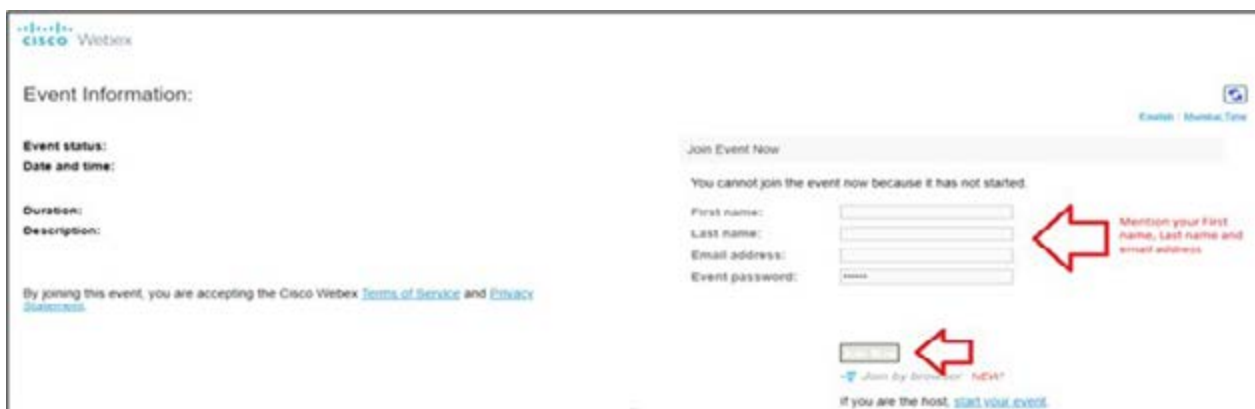 CISCO Webex
Event Information:
English : Mumbai Time
Event status:
Date and time:
Duration:
Description:
By joining this event, you are accepting the Cisco Webex Terms of Service and Privacy
Statement.
Join Event Now
You cannot join the event now because it has not started.
First name:
Last name:
Email address:
Event password:
Mention your First
name, Last name and
email address
Join by browser NEW!
If you are the host, start your event.